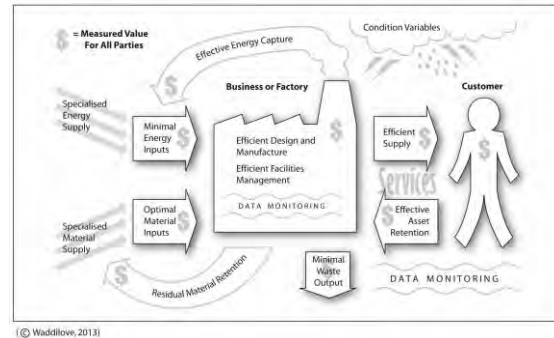 $ = Measured Value
For All Parties
Effective Energy Capture
$
Condition Variables
Business or Factory
Customer
Specialised
Energy
Supply
Minimal
Energy
Inputs
$
Efficient Design and
Manufacture
Efficient Facilities
Management
$
DATA MONITORING
Efficient
Supply
$
$
Services
Specialised
Material
Supply
Optimal
Material
Inputs
$
Effective
Asset
Retention
$
$
Residual Material Retention
Minimal
Waste
Output
$
DATA MONITORING
(© Waddilove, 2013)